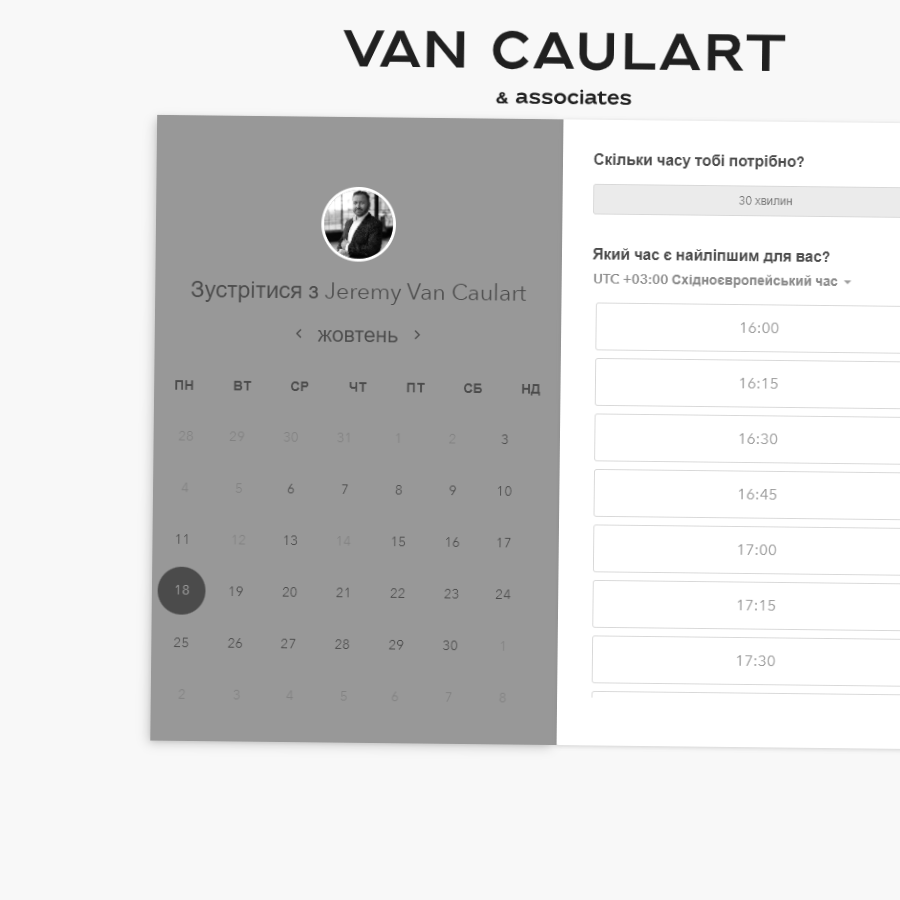 VAN CAULART
& associates
Зустрітися з Jeremy Van Caulart
жовтень
ПН ВТ СР ЧТ ПТ СБ НД
28 29 30 31 1 2 3
4 5 6 7 8 9 10
11 12 13 14 15 16 17
18 19 20 21 22 23 24
25 26 27 28 29 30 1
2 3 4 5 6 7 8
Скільки часу тобі потрібно?
30 хвилин
Який час є найліпшим для вас?
UTC +03:00 Східноєвропейський час
16:00
16:15
16:30
16:45
17:00
17:15
17:30